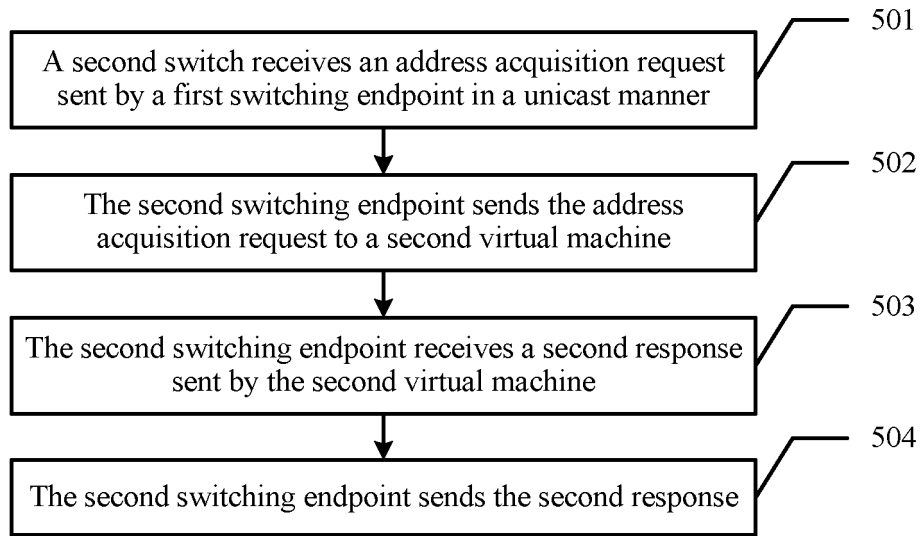 501
A second switch receives an address acquisition request
sent by a first switching endpoint in a unicast manner
502
The second switching endpoint sends the address
acquisition request to a second virtual machine
503
The second switching endpoint receives a second response
sent by the second virtual machine
504
The second switching endpoint sends the second response